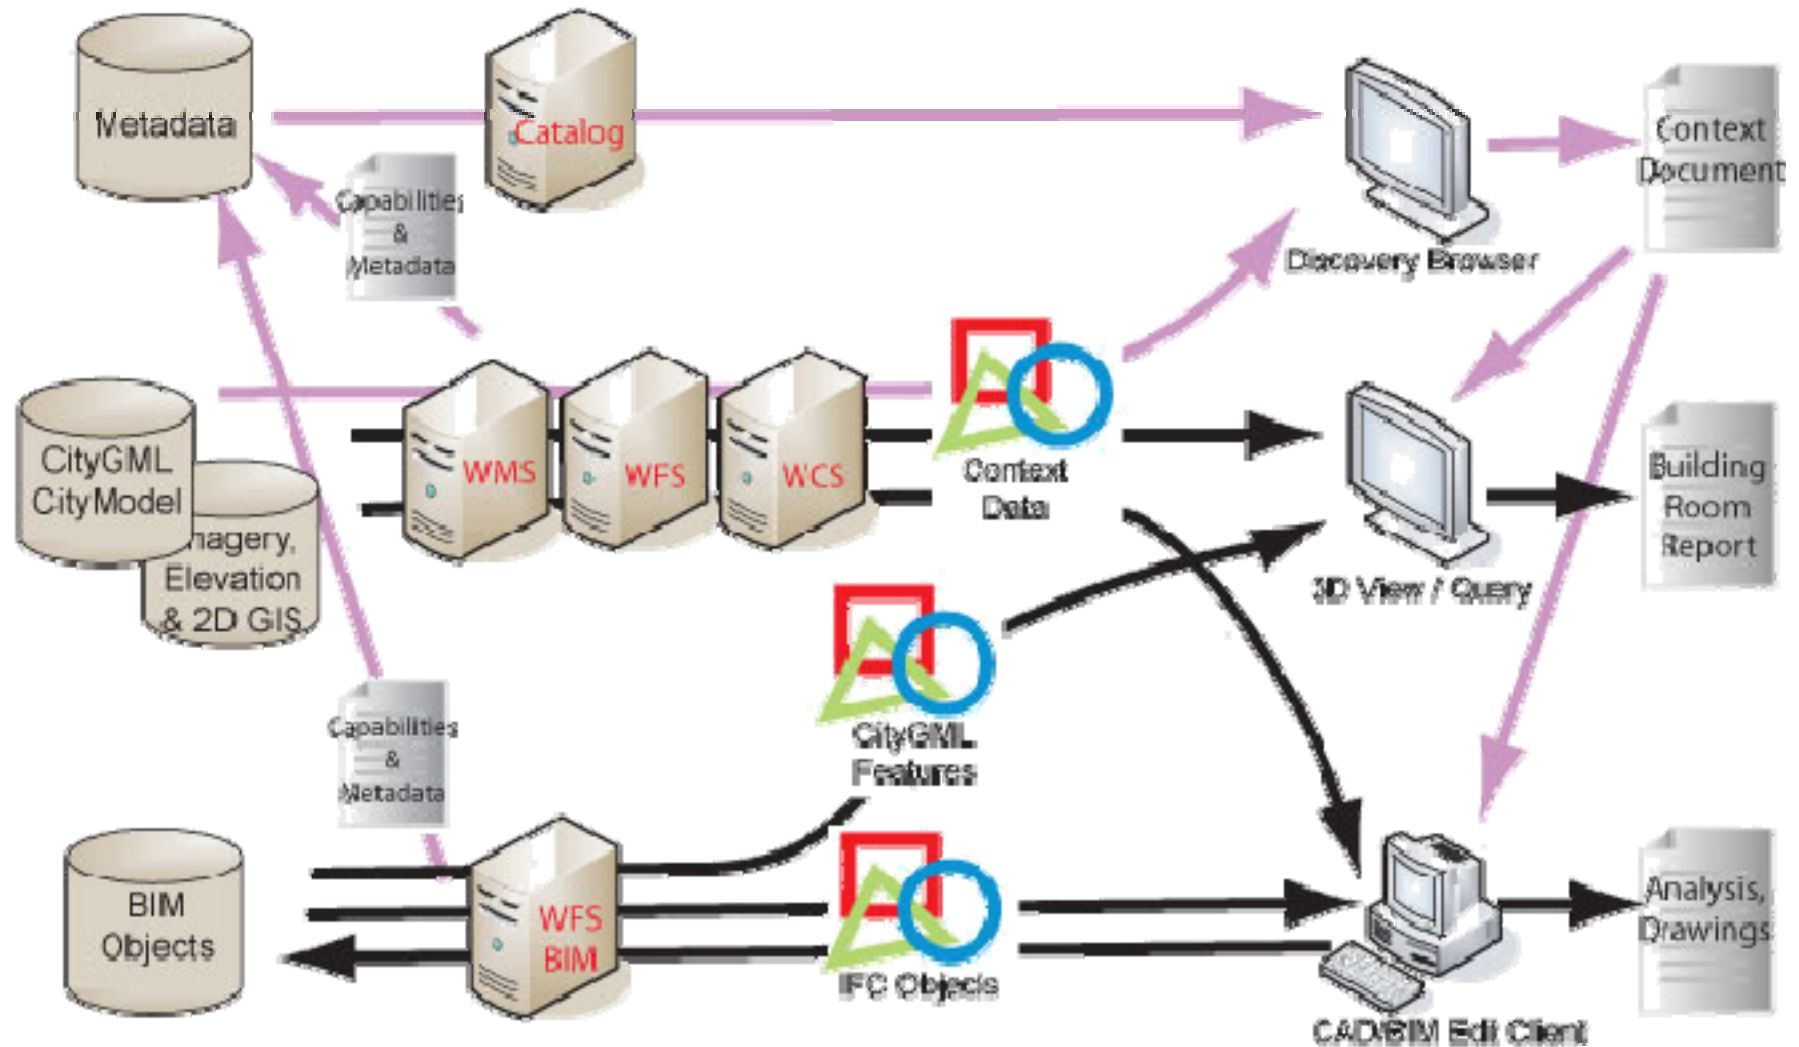 Metadata
Catalog
Context
Document
Capabilities
&
Metadata
Discovery Browser
CityGML
CityModel
Imagery,
Elevation
& 2D GIS
WMS
WFS
WCS
Context
Data
3D View / Query
Building
Room
Report
CityGML
Features
Capabilities
&
Metadata
BIM
Objects
WFS
BIM
IFC Objects
CAD/BIM Edit Client
Analysis,
Drawings